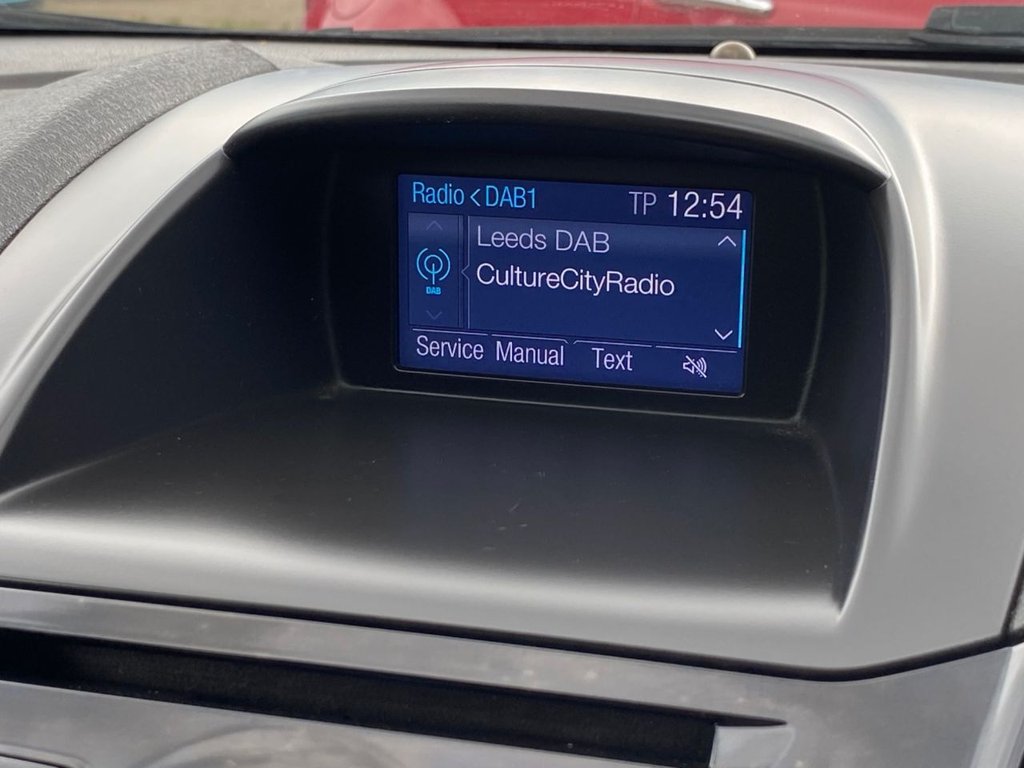 Radio < DAB1 TP 12:54
Leeds DAB
DAB
CultureCityRadio
Service Manual Text